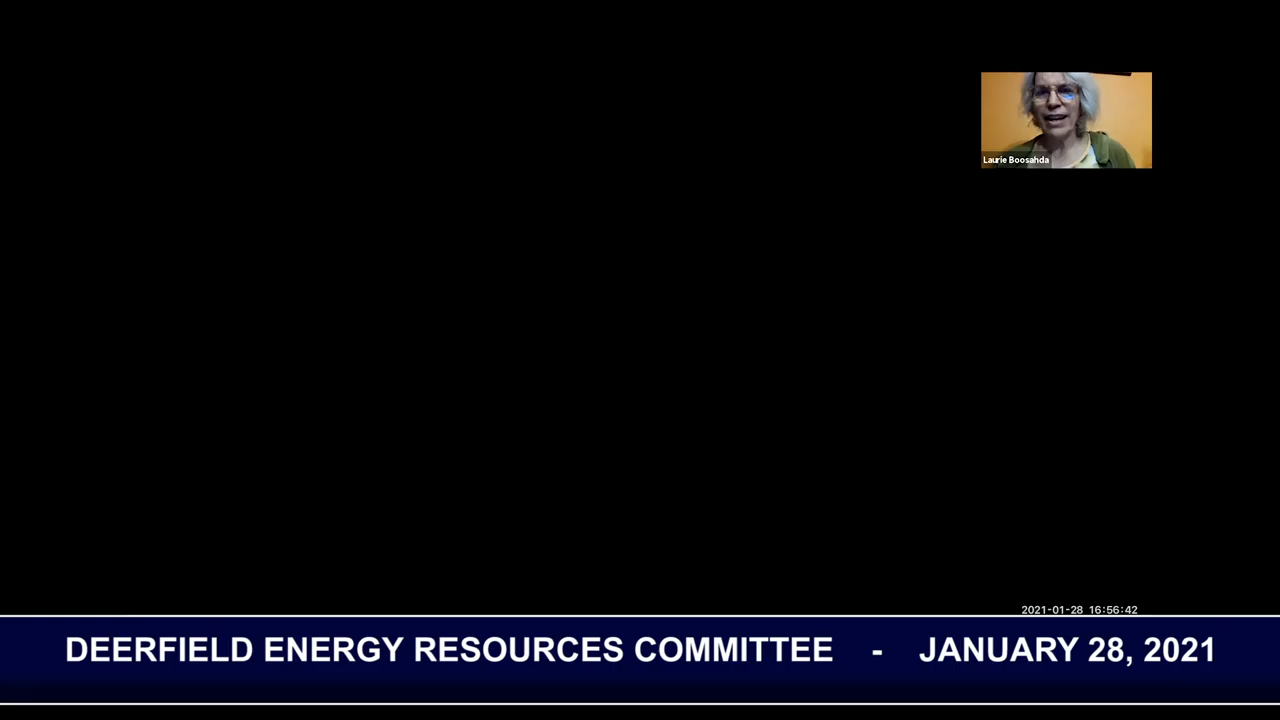 Laurie Boosahda
2021-01-28 16:56:42
DEERFIELD ENERGY RESOURCES COMMITTEE - JANUARY 28, 2021